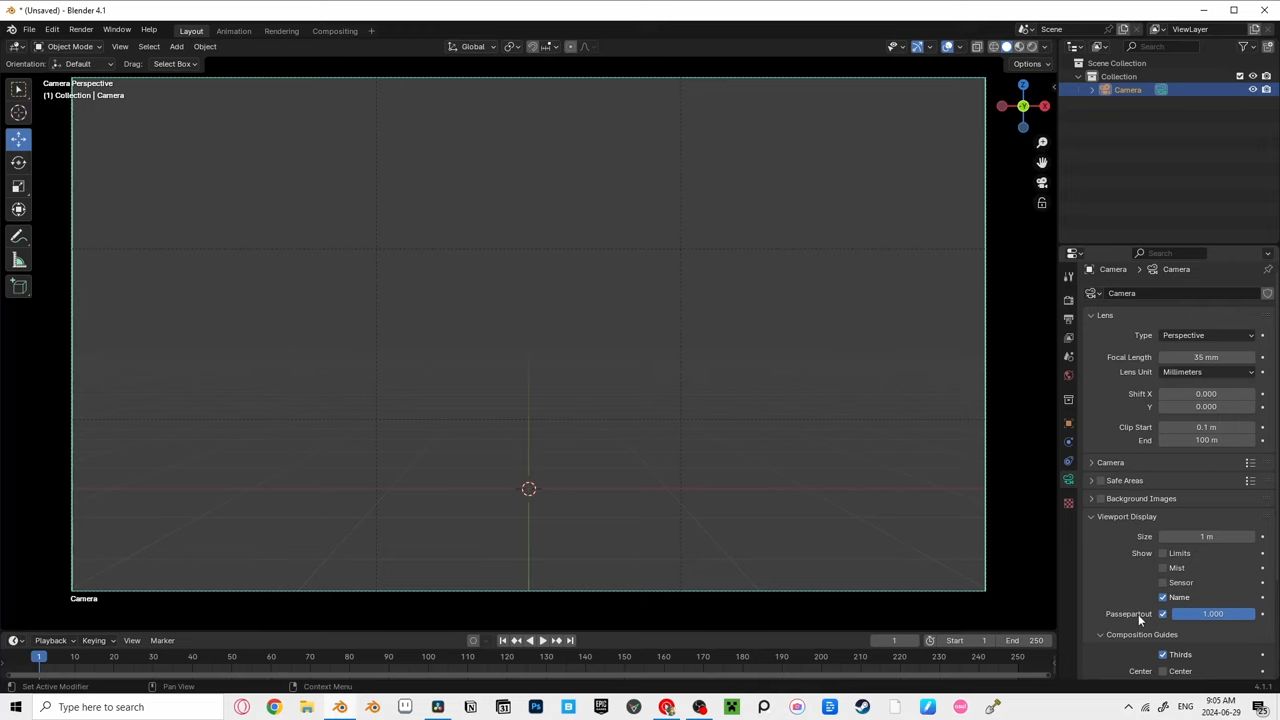 * (Unsaved) - Blender 4.1
File Edit Render Window Help Layout Animation Rendering Compositing + Scene ViewLayer
Object Mode View Select Add Object Global Search
Orientation: Default Drag: Select Box Options
Scene Collection
Collection
Camera
Camera Perspective
(1) Collection | Camera
Z
Y
X
Search
Camera > Camera
Camera
Lens
Type Perspective
Focal Length 35 mm
Lens Unit Millimeters
Shift X 0.000
Y 0.000
Clip Start 0.1 m
End 100 m
Camera
Safe Areas
Background Images
Viewport Display
Size 1 m
Show Limits
Mist
Sensor
Name
Passepartout 1.000
Composition Guides
Thirds
Center Center
Camera
Playback Keying View Marker 1 Start 1 End 250
1 10 20 30 40 50 60 70 80 90 100 110 120 130 140 150 160 170 180 190 200 210 220 230 240 250
Set Active Modifier Pan View Context Menu 4.1.1
Type here to search
ENG
9:05 AM
2024-06-29